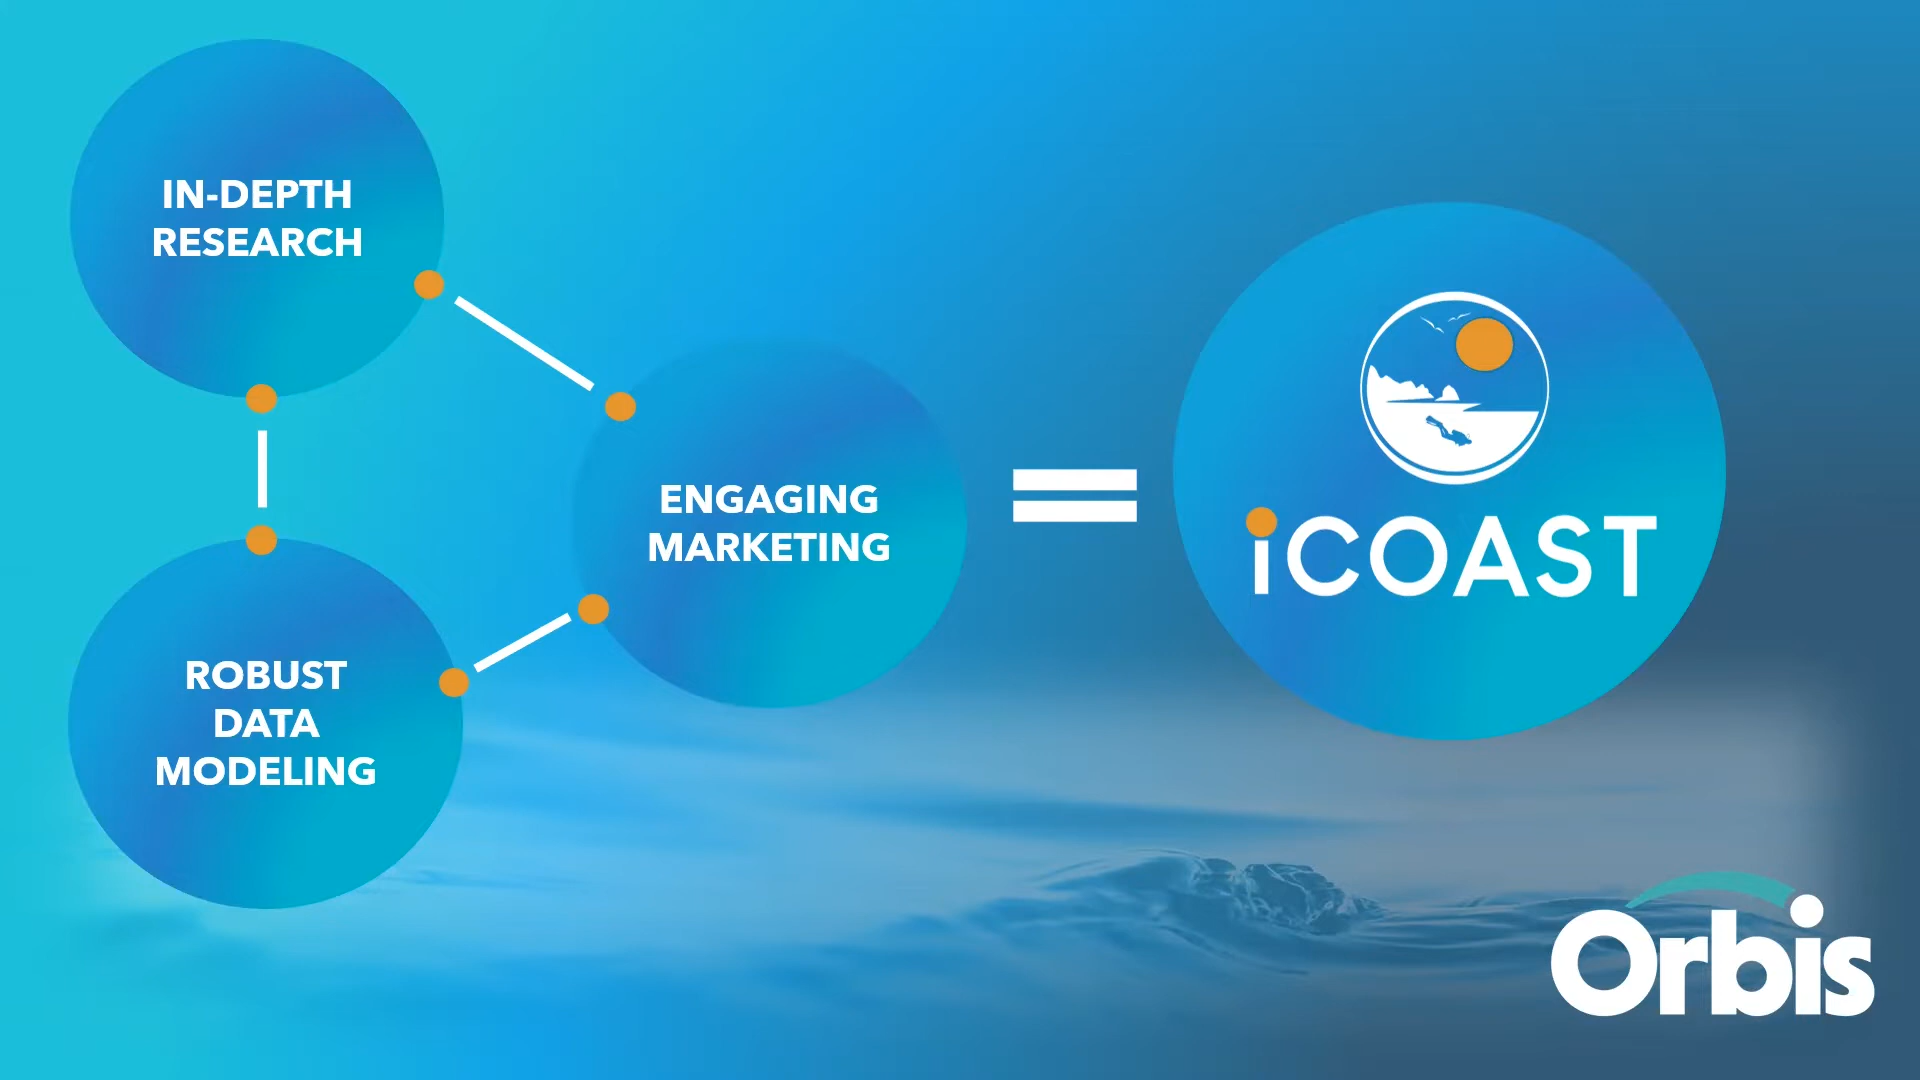 IN-DEPTH
RESEARCH
ENGAGING
MARKETING
ROBUST
DATA
MODELING
=
iCOAST
Orbis